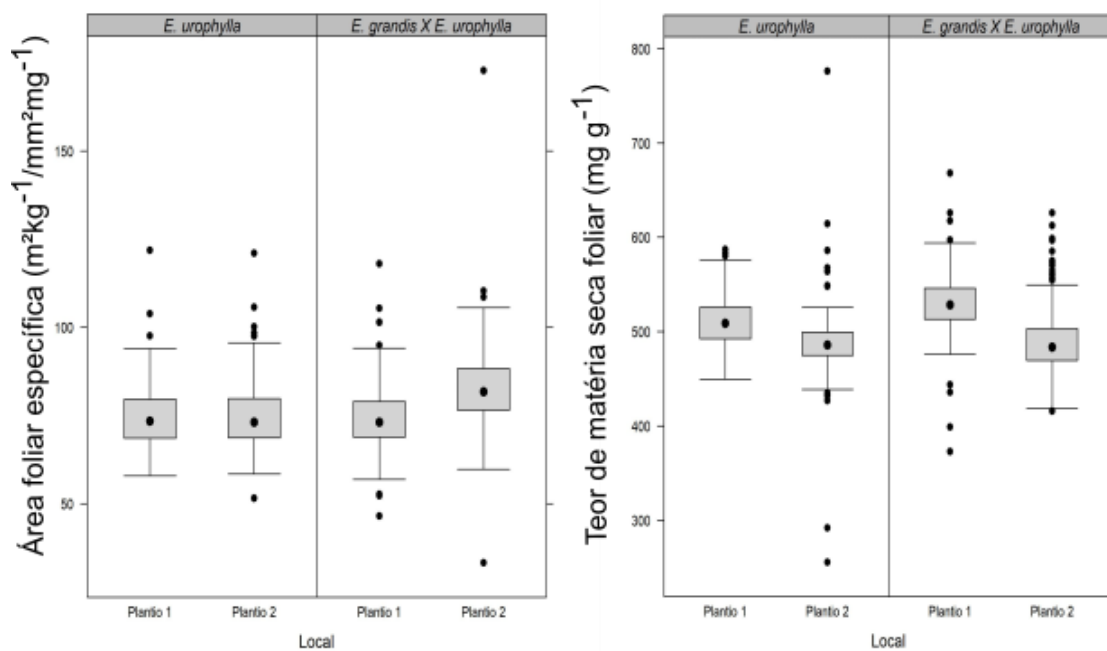 E. urophylla
E. grandis X E. urophylla
Área foliar específica (m²kg⁻¹/mm²mg⁻¹)
150
100
50
Plantio 1
Plantio 2
Plantio 1
Plantio 2
Local
E. urophylla
E. grandis X E. urophylla
Teor de matéria seca foliar (mg g⁻¹)
800
700
600
500
400
300
Plantio 1
Plantio 2
Plantio 1
Plantio 2
Local